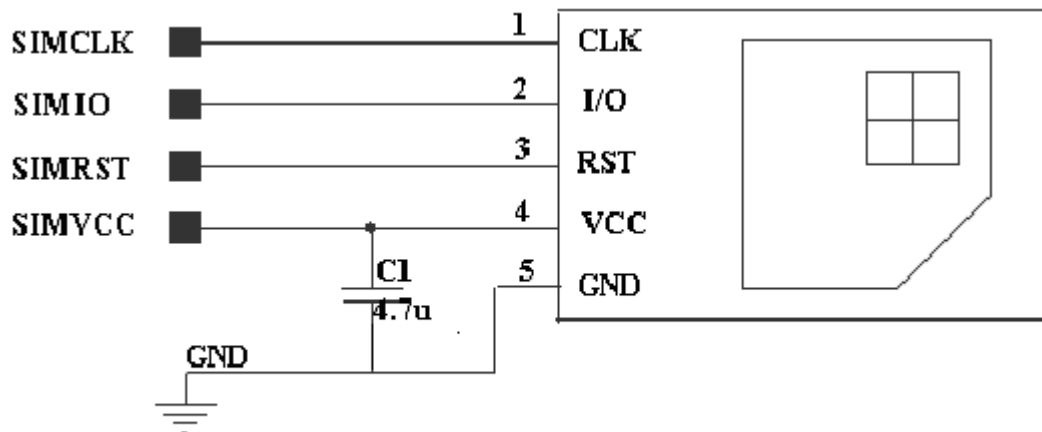 SIMCLK 1 CLK
SIMIO 2 I/O
SIMRST 3 RST
SIMVCC 4 VCC
C1 5 GND
4.7u
GND